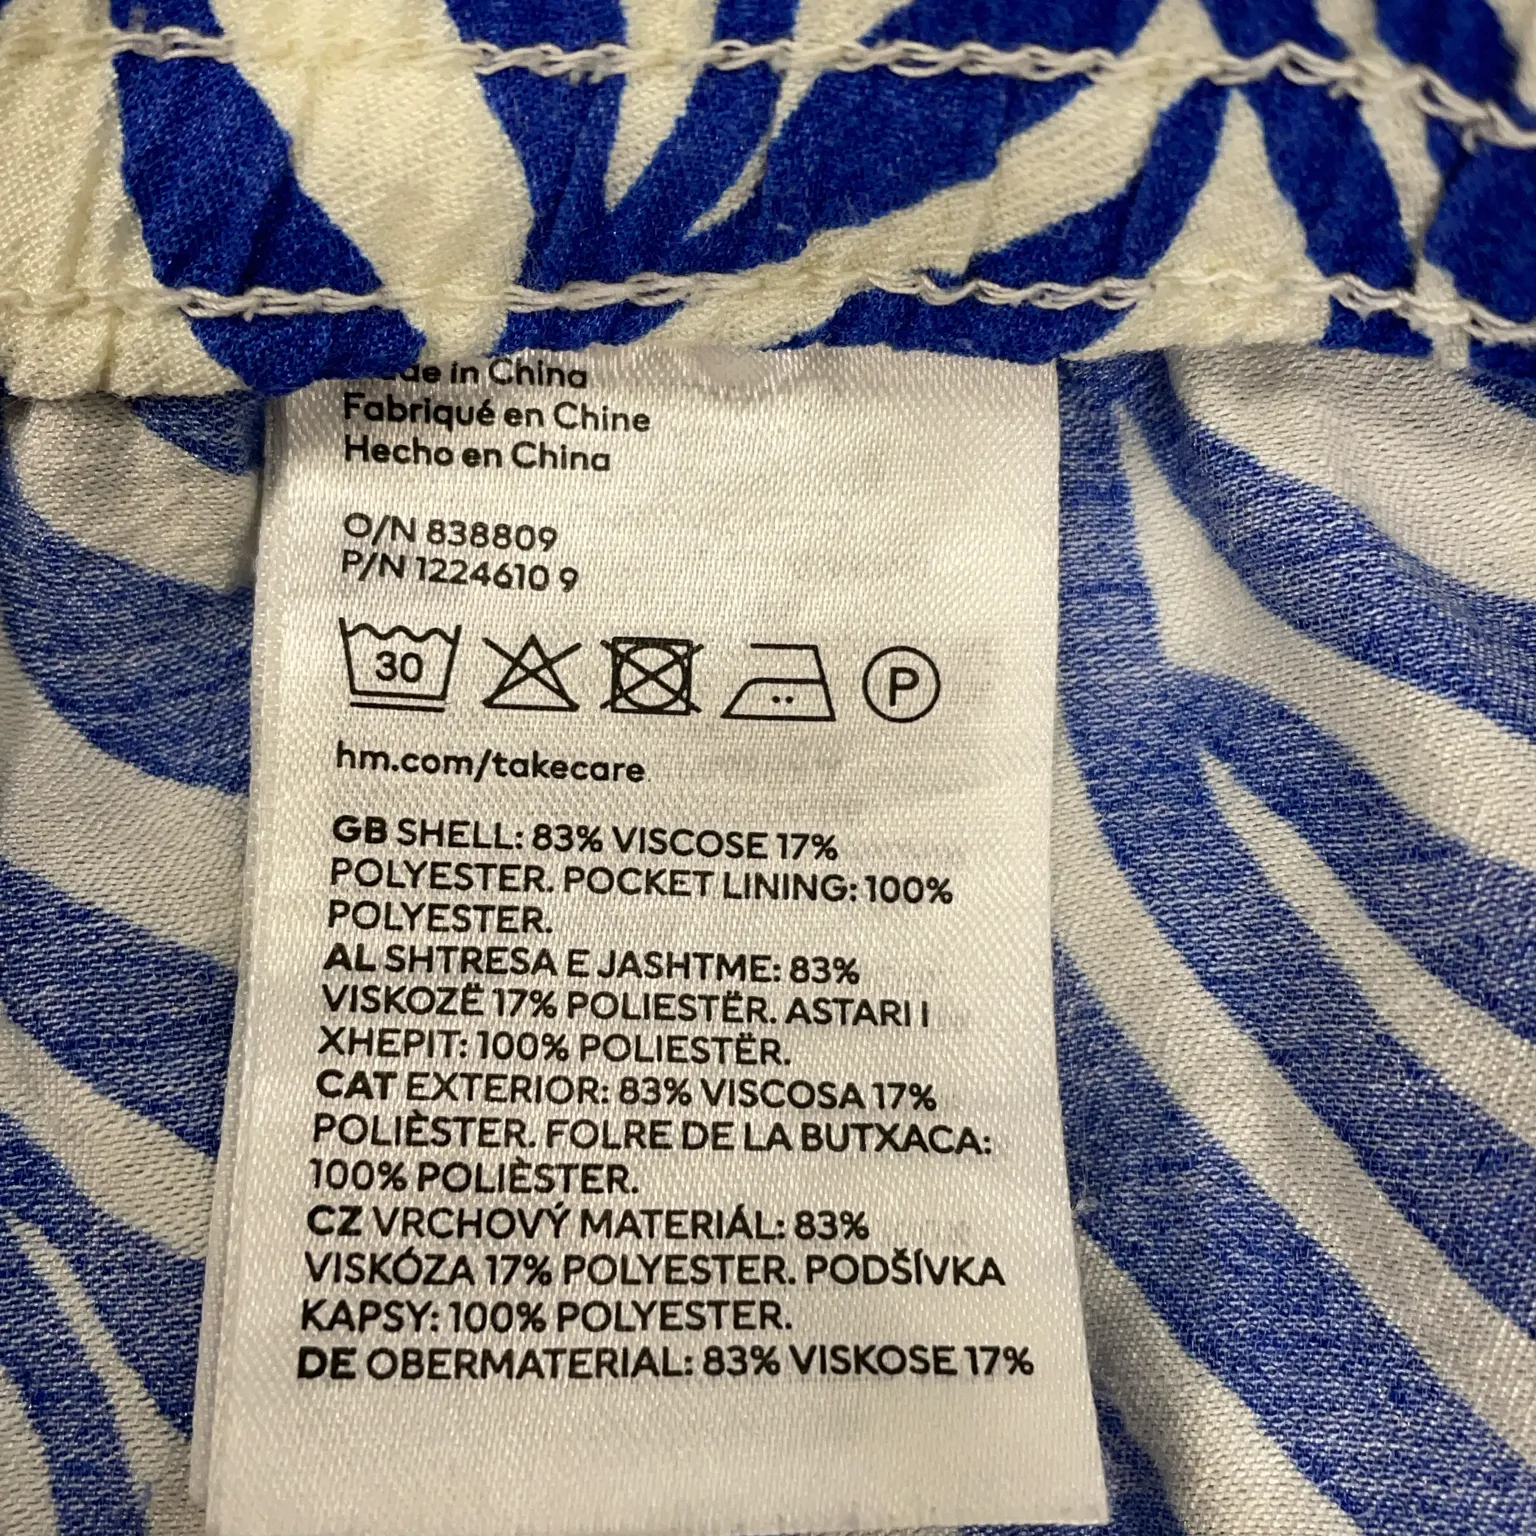 in China
Fabriqué en Chine
Hecho en China
O/N 838809
P/N 1224610 9
30
P
hm.com/takecare
GB SHELL: 83% VISCOSE 17%
POLYESTER. POCKET LINING: 100%
POLYESTER.
AL SHTRESA E JASHTME: 83%
VISKOZË 17% POLIESTËR. ASTARI I
XHEPIT: 100% POLIESTËR.
CAT EXTERIOR: 83% VISCOSA 17%
POLIÈSTER. FOLRE DE LA BUTXACA:
100% POLIÈSTER.
CZ VRCHOVÝ MATERIÁL: 83%
VISKÓZA 17% POLYESTER. PODŠÍVKA
KAPSY: 100% POLYESTER.
DE OBERMATERIAL: 83% VISKOSE 17%